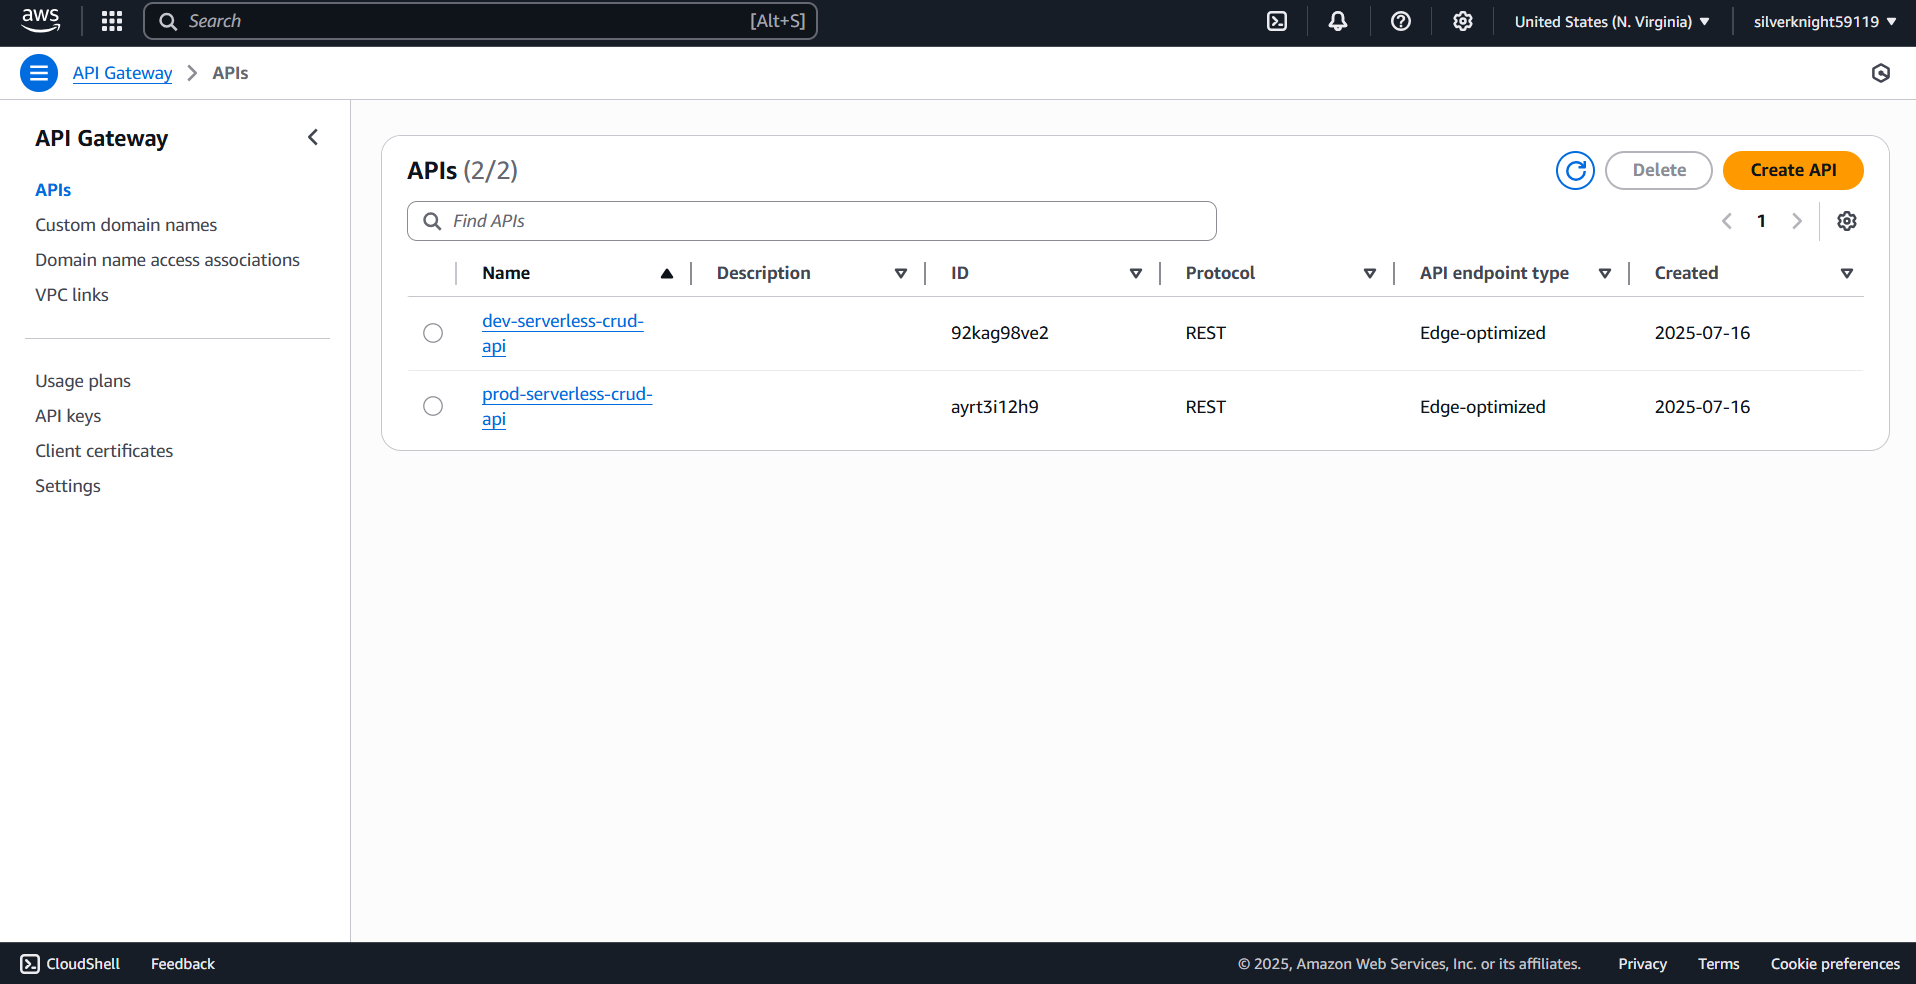 aws
Search [Alt+S]
United States (N. Virginia)
silverknight59119
API Gateway
APIs
API Gateway
APIs
Custom domain names
Domain name access associations
VPC links
Usage plans
API keys
Client certificates
Settings
APIs (2/2)
Delete
Create API
Find APIs
1
Name Description ID Protocol API endpoint type Created
dev-serverless-crud-
api
92kag98ve2 REST Edge-optimized 2025-07-16
prod-serverless-crud-
api
ayrt3i12h9 REST Edge-optimized 2025-07-16
CloudShell Feedback © 2025, Amazon Web Services, Inc. or its affiliates. Privacy Terms Cookie preferences